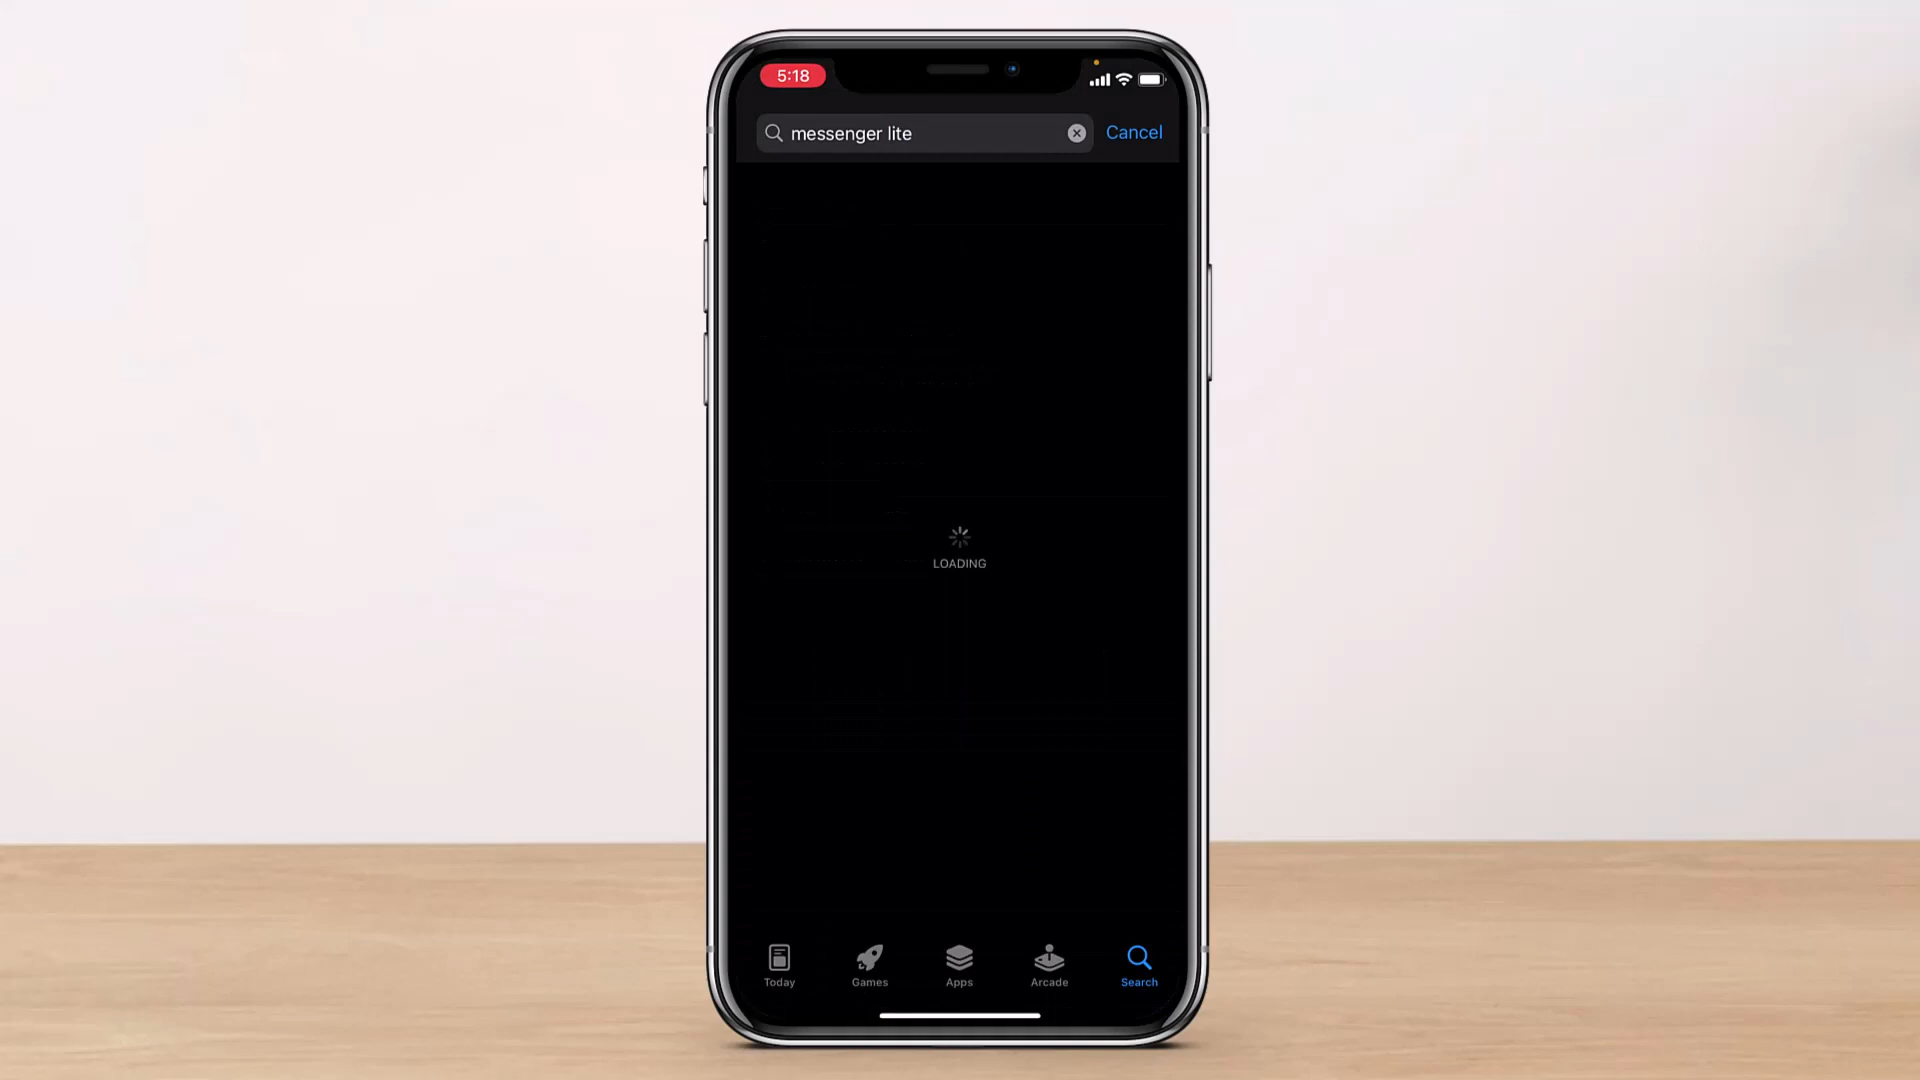 5:18
messenger lite
Cancel
LOADING
Today
Games
Apps
Arcade
Search